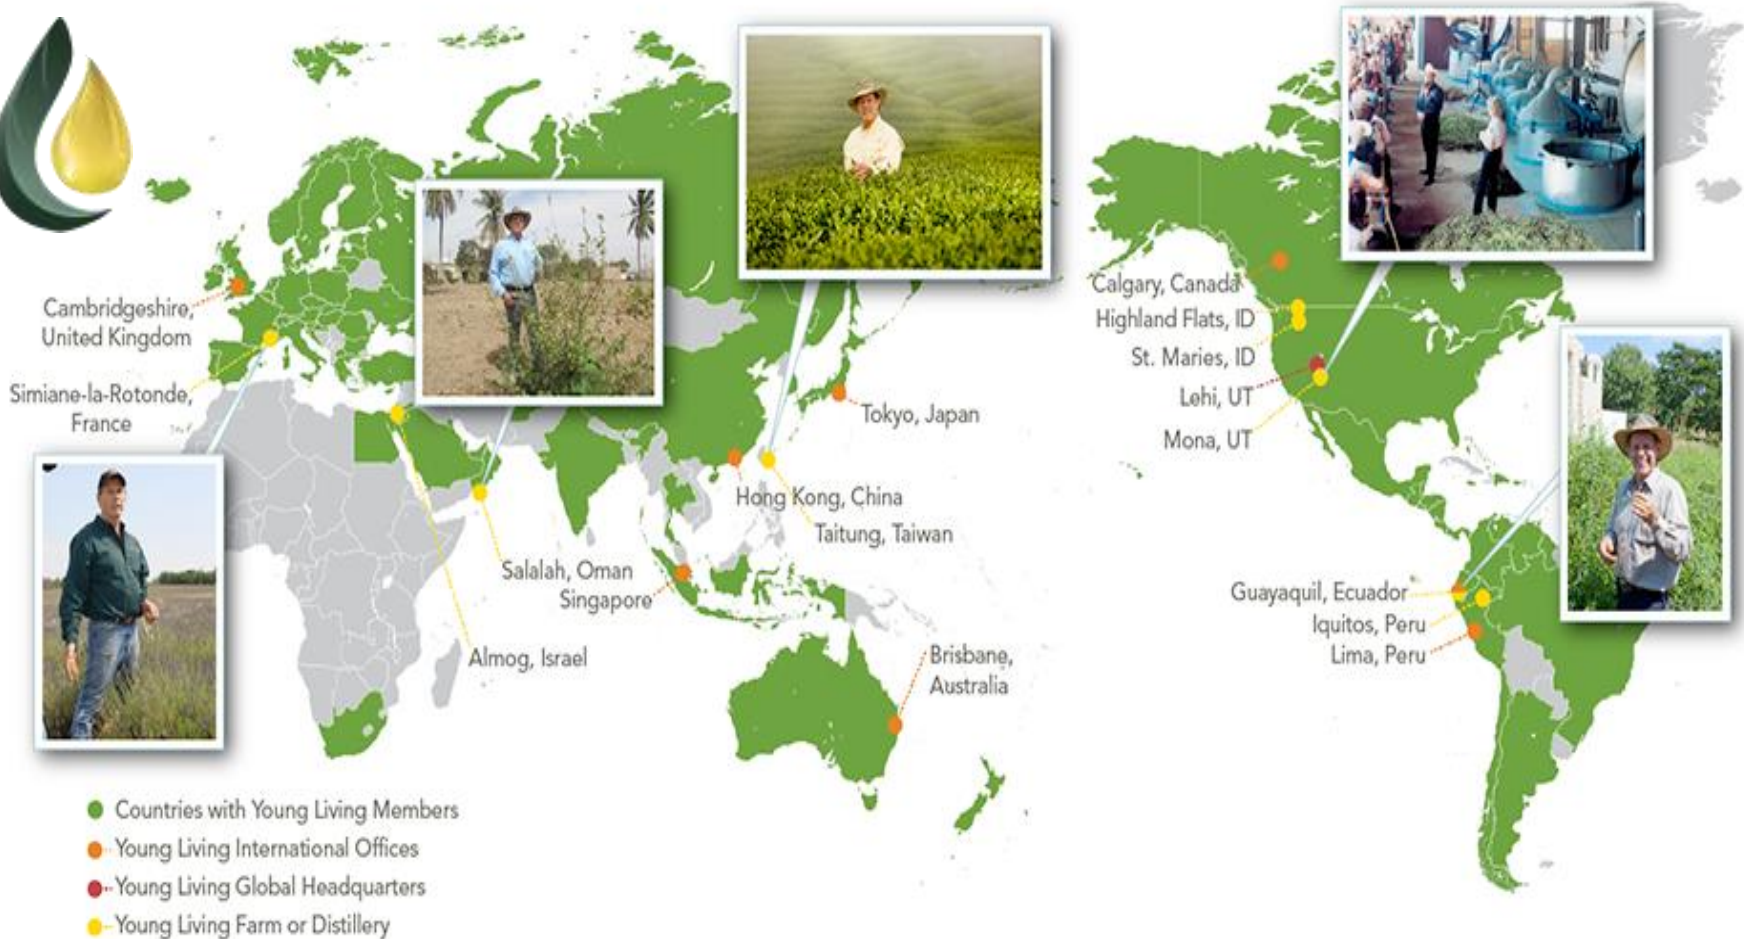 Cambridgeshire,
United Kingdom
Simiane-la-Rotonde,
France
Tokyo, Japan
Hong Kong, China
Taitung, Taiwan
Salalah, Oman
Singapore
Almog, Israel
Brisbane,
Australia
Calgary, Canada
Highland Flats, ID
St. Maries, ID
Lehi, UT
Mona, UT
Guayaquil, Ecuador
Iquitos, Peru
Lima, Peru
Countries with Young Living Members
Young Living International Offices
Young Living Global Headquarters
Young Living Farm or Distillery